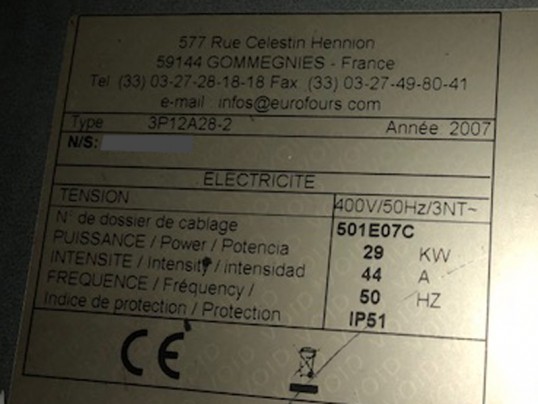 577 Rue Celestin Hennion
59144 GOMMEGNIES - France
Tel (33) 03-27-28-18-18 Fax (33) 03-27-49-80-41
e-mail infos@eurofours.com
Type 3P12A28-2 Année 2007
N/S:
ELECTRICITE
TENSION 400V/50Hz/3NT~
N° de dossier de cablage 501E07C
PUISSANCE / Power / Potencia 29 KW
INTENSITE / Intensity / intensidad 44 A
FREQUENCE / Fréquency / 50 HZ
Indice de protection / Protection IP51
CE